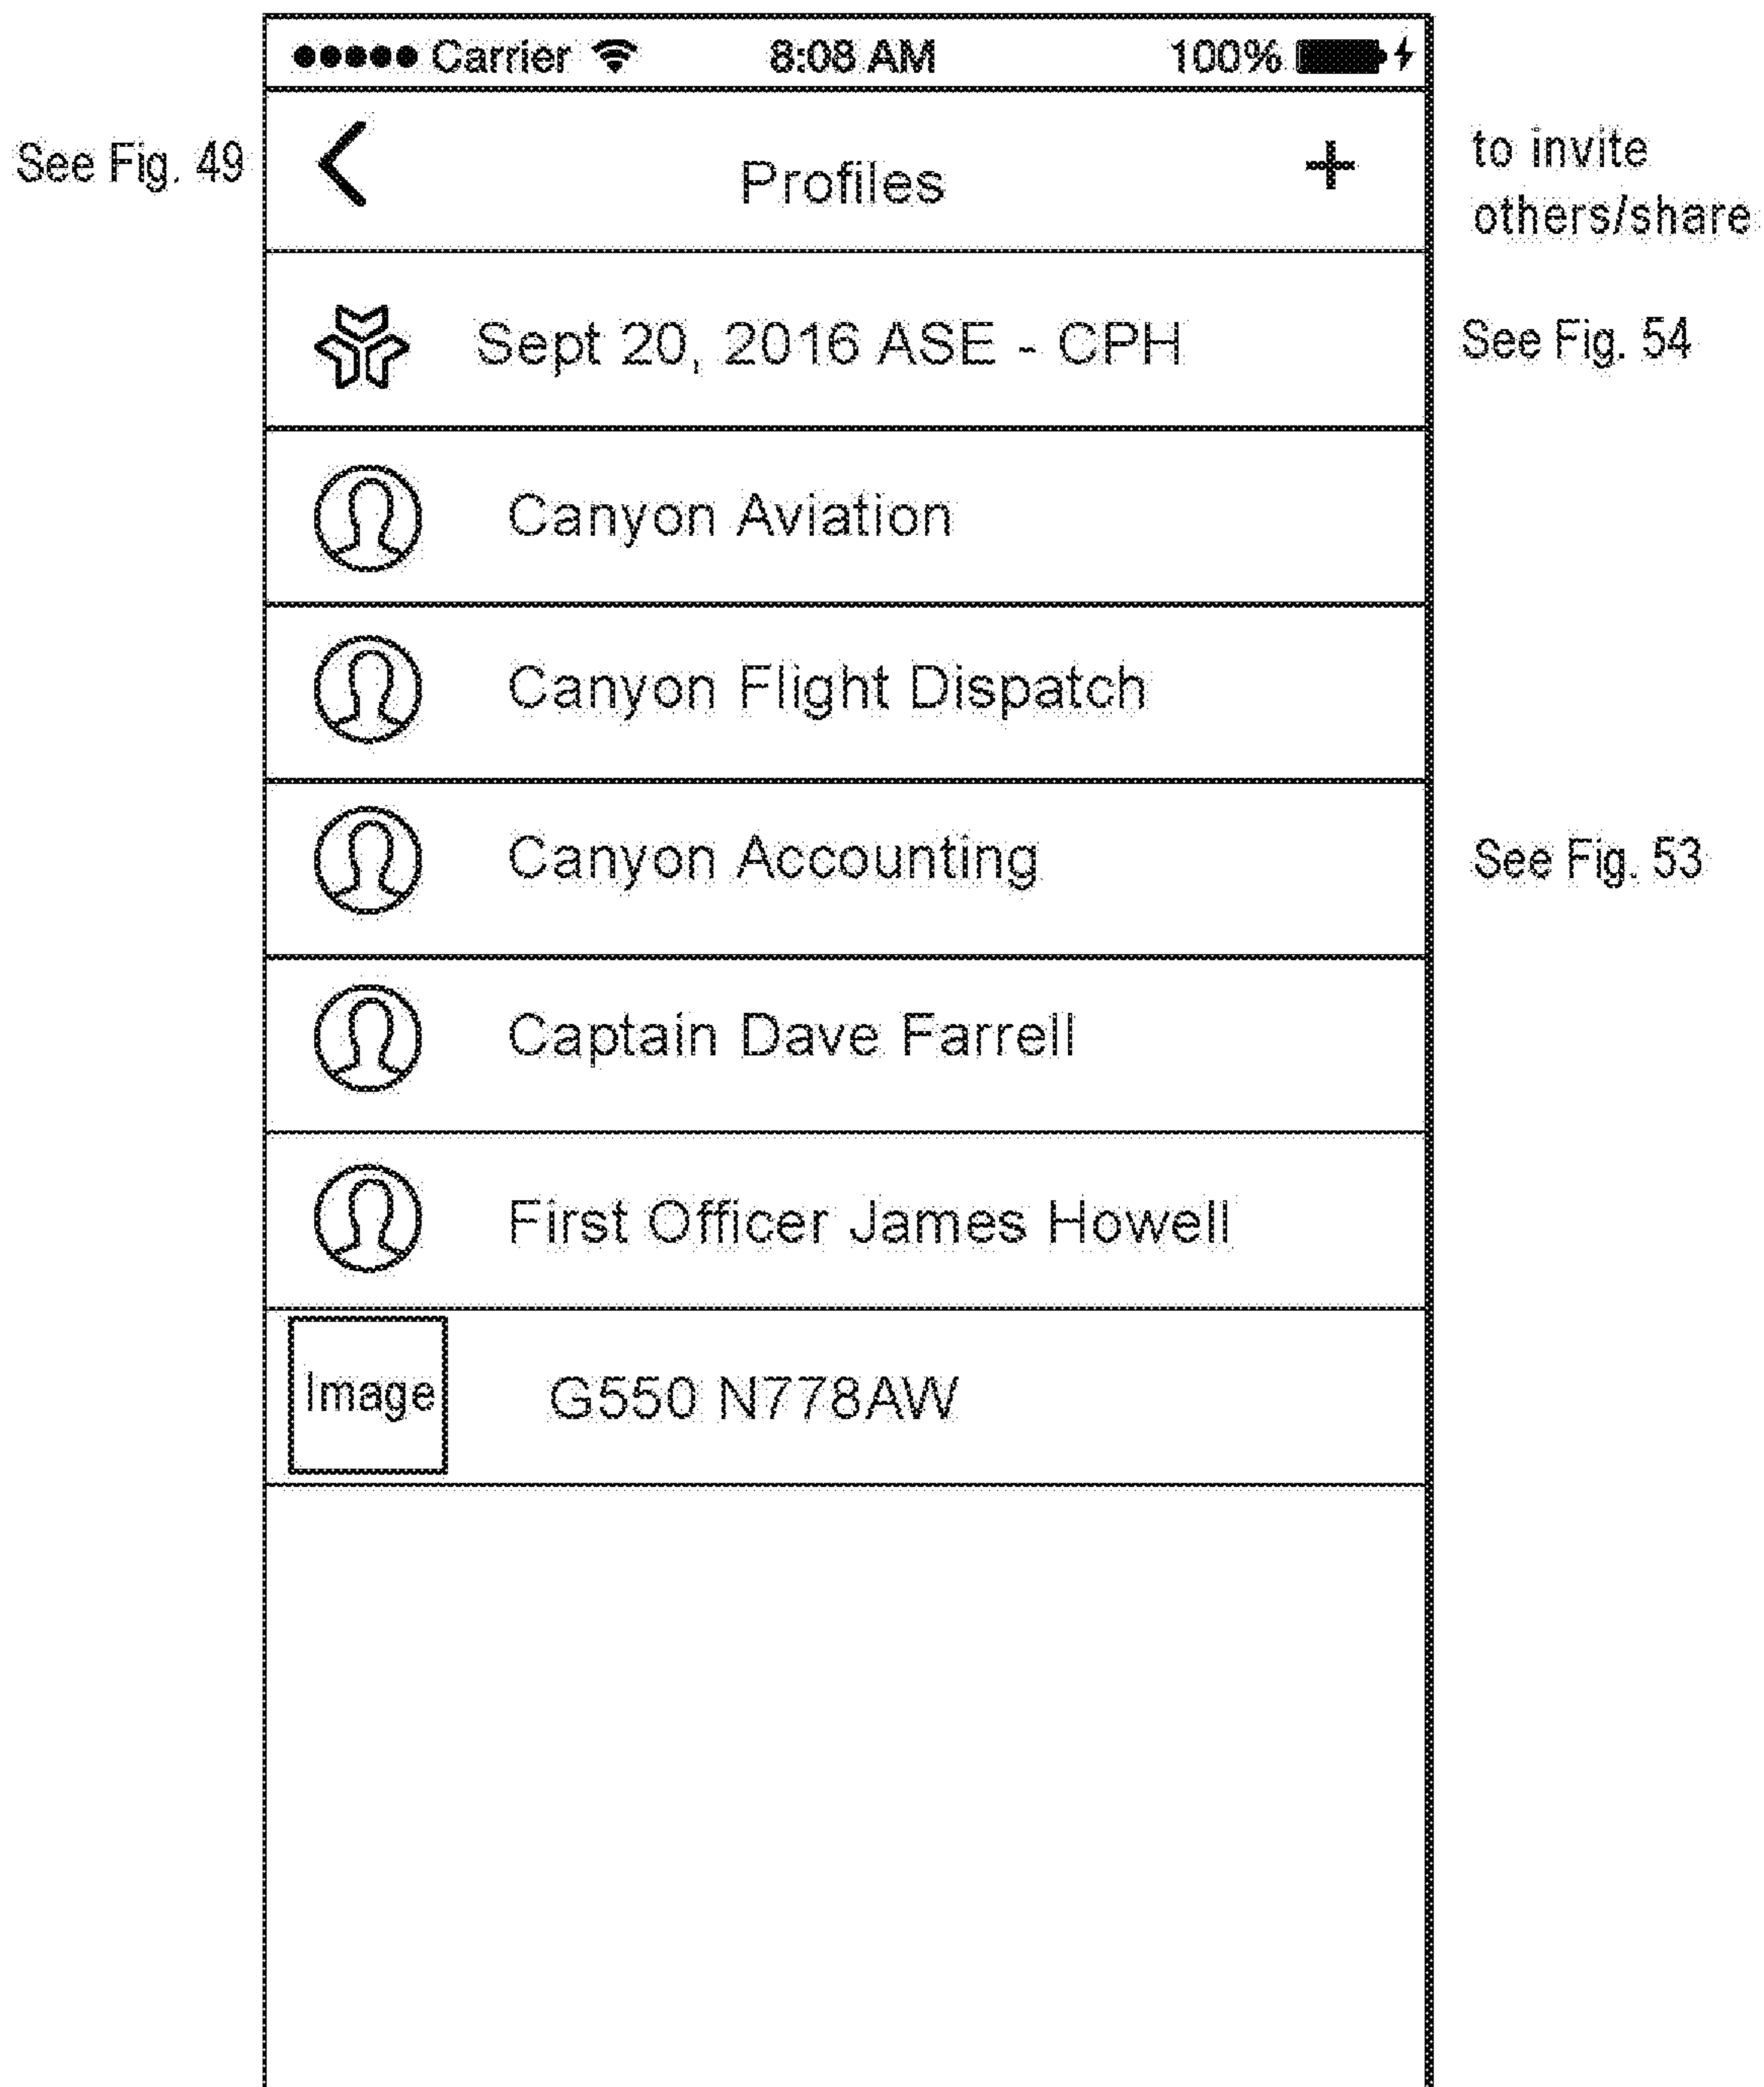 ●●●●● Carrier 8:08 AM 100%
See Fig. 49
Profiles
+
to invite
others/share
Sept 20, 2016 ASE - CPH
See Fig. 54
Canyon Aviation
Canyon Flight Dispatch
Canyon Accounting
See Fig. 53
Captain Dave Farrell
First Officer James Howell
Image
G550 N778AW